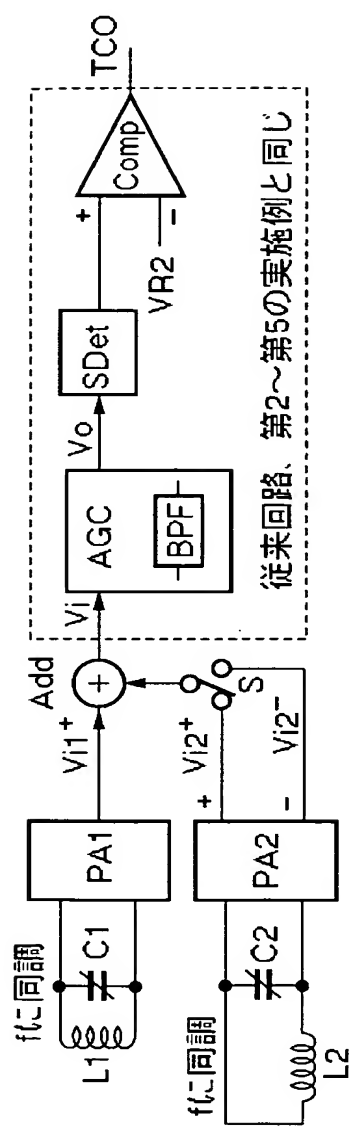 fに同調
L1
C1
PA1
Vi1+
Add
+
Vi
AGC
BPF
Vo
SDet
+
Comp
TCO
VR2
−
従来回路、第2〜第5の実施例と同じ
fに同調
L2
C2
PA2
+
Vi2+
−
Vi2−
S